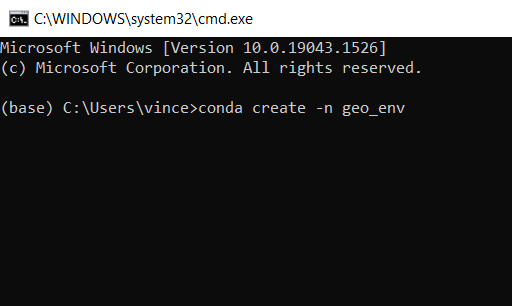 C:\WINDOWS\system32\cmd.exe
Microsoft Windows [Version 10.0.19043.1526]
(c) Microsoft Corporation. All rights reserved.
(base) C:\Users\vince>conda create -n geo_env